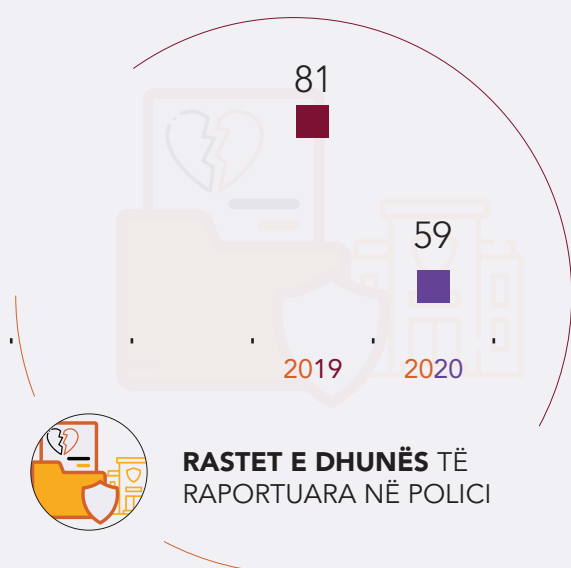 81
59
2019 2020
RASTET E DHUNËS TË
RAPORTUARA NË POLICI